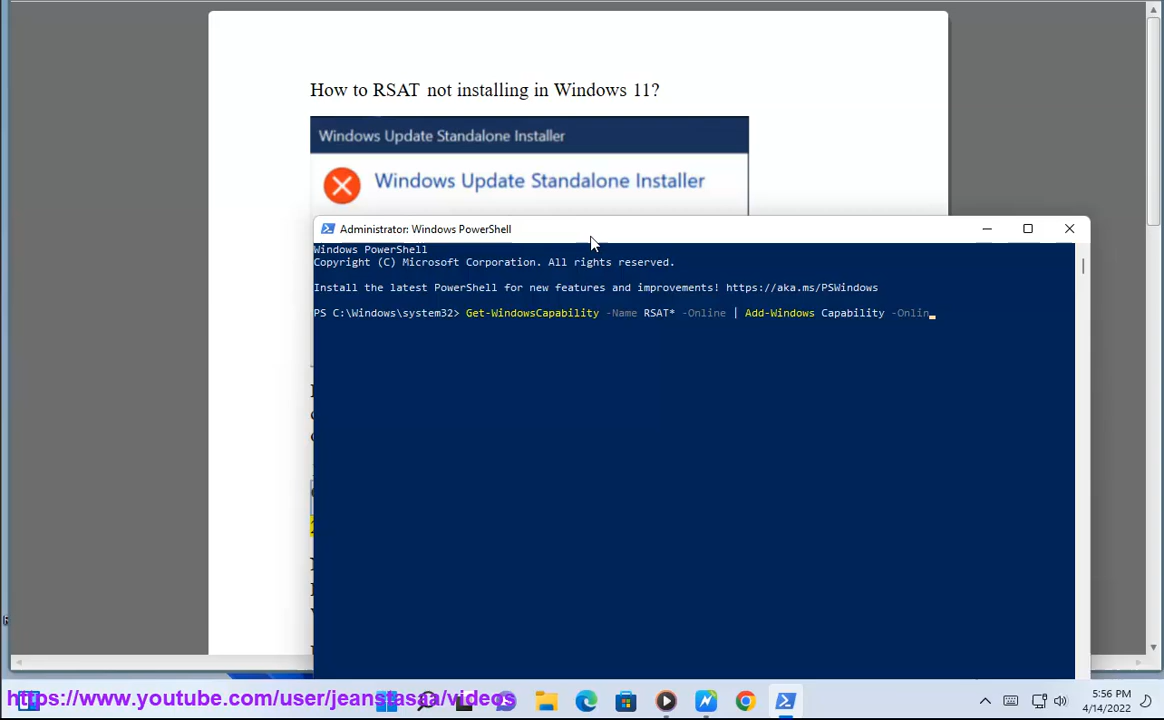 How to RSAT not installing in Windows 11?
Windows Update Standalone Installer
Windows Update Standalone Installer
Administrator: Windows PowerShell
Windows PowerShell
Copyright (C) Microsoft Corporation. All rights reserved.
Install the latest PowerShell for new features and improvements! https://aka.ms/PSWindows
PS C:\Windows\system32> Get-WindowsCapability -Name RSAT* -Online | Add-Windows Capability -Onlin
https://www.youtube.com/user/jeanstasaa/videos
5:56 PM
4/14/2022